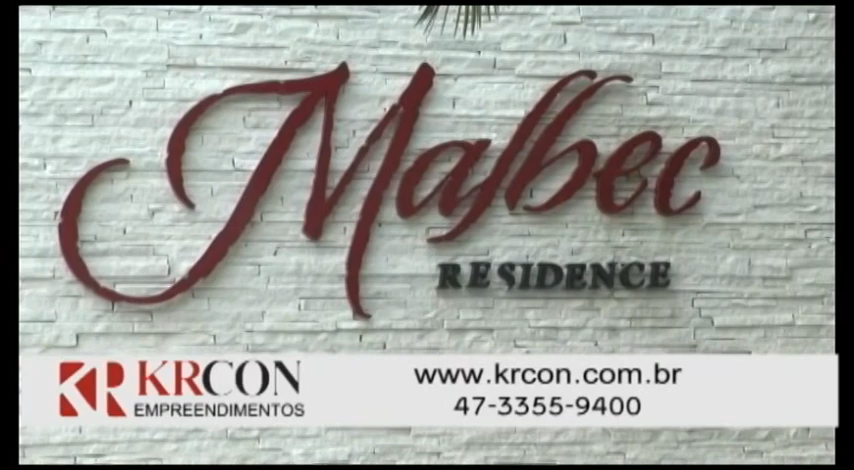 Malbec
RESIDENCE
KRCON
EMPREENDIMENTOS
www.krcon.com.br
47-3355-9400